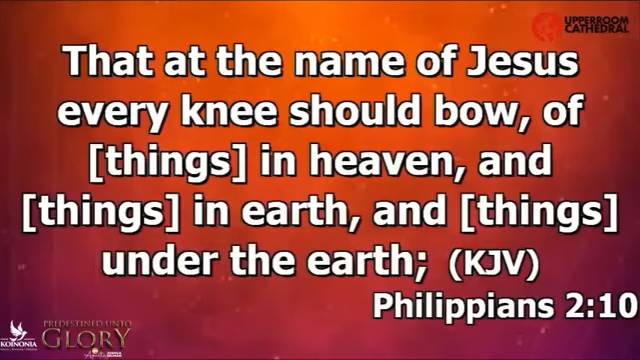 UPPERROOM
CATHEDRAL
That at the name of Jesus
every knee should bow, of
[things] in heaven, and
[things] in earth, and [things]
under the earth; (KJV)
Philippians 2:10
KOINONIA
PREDESTINED UNTO
GLORY